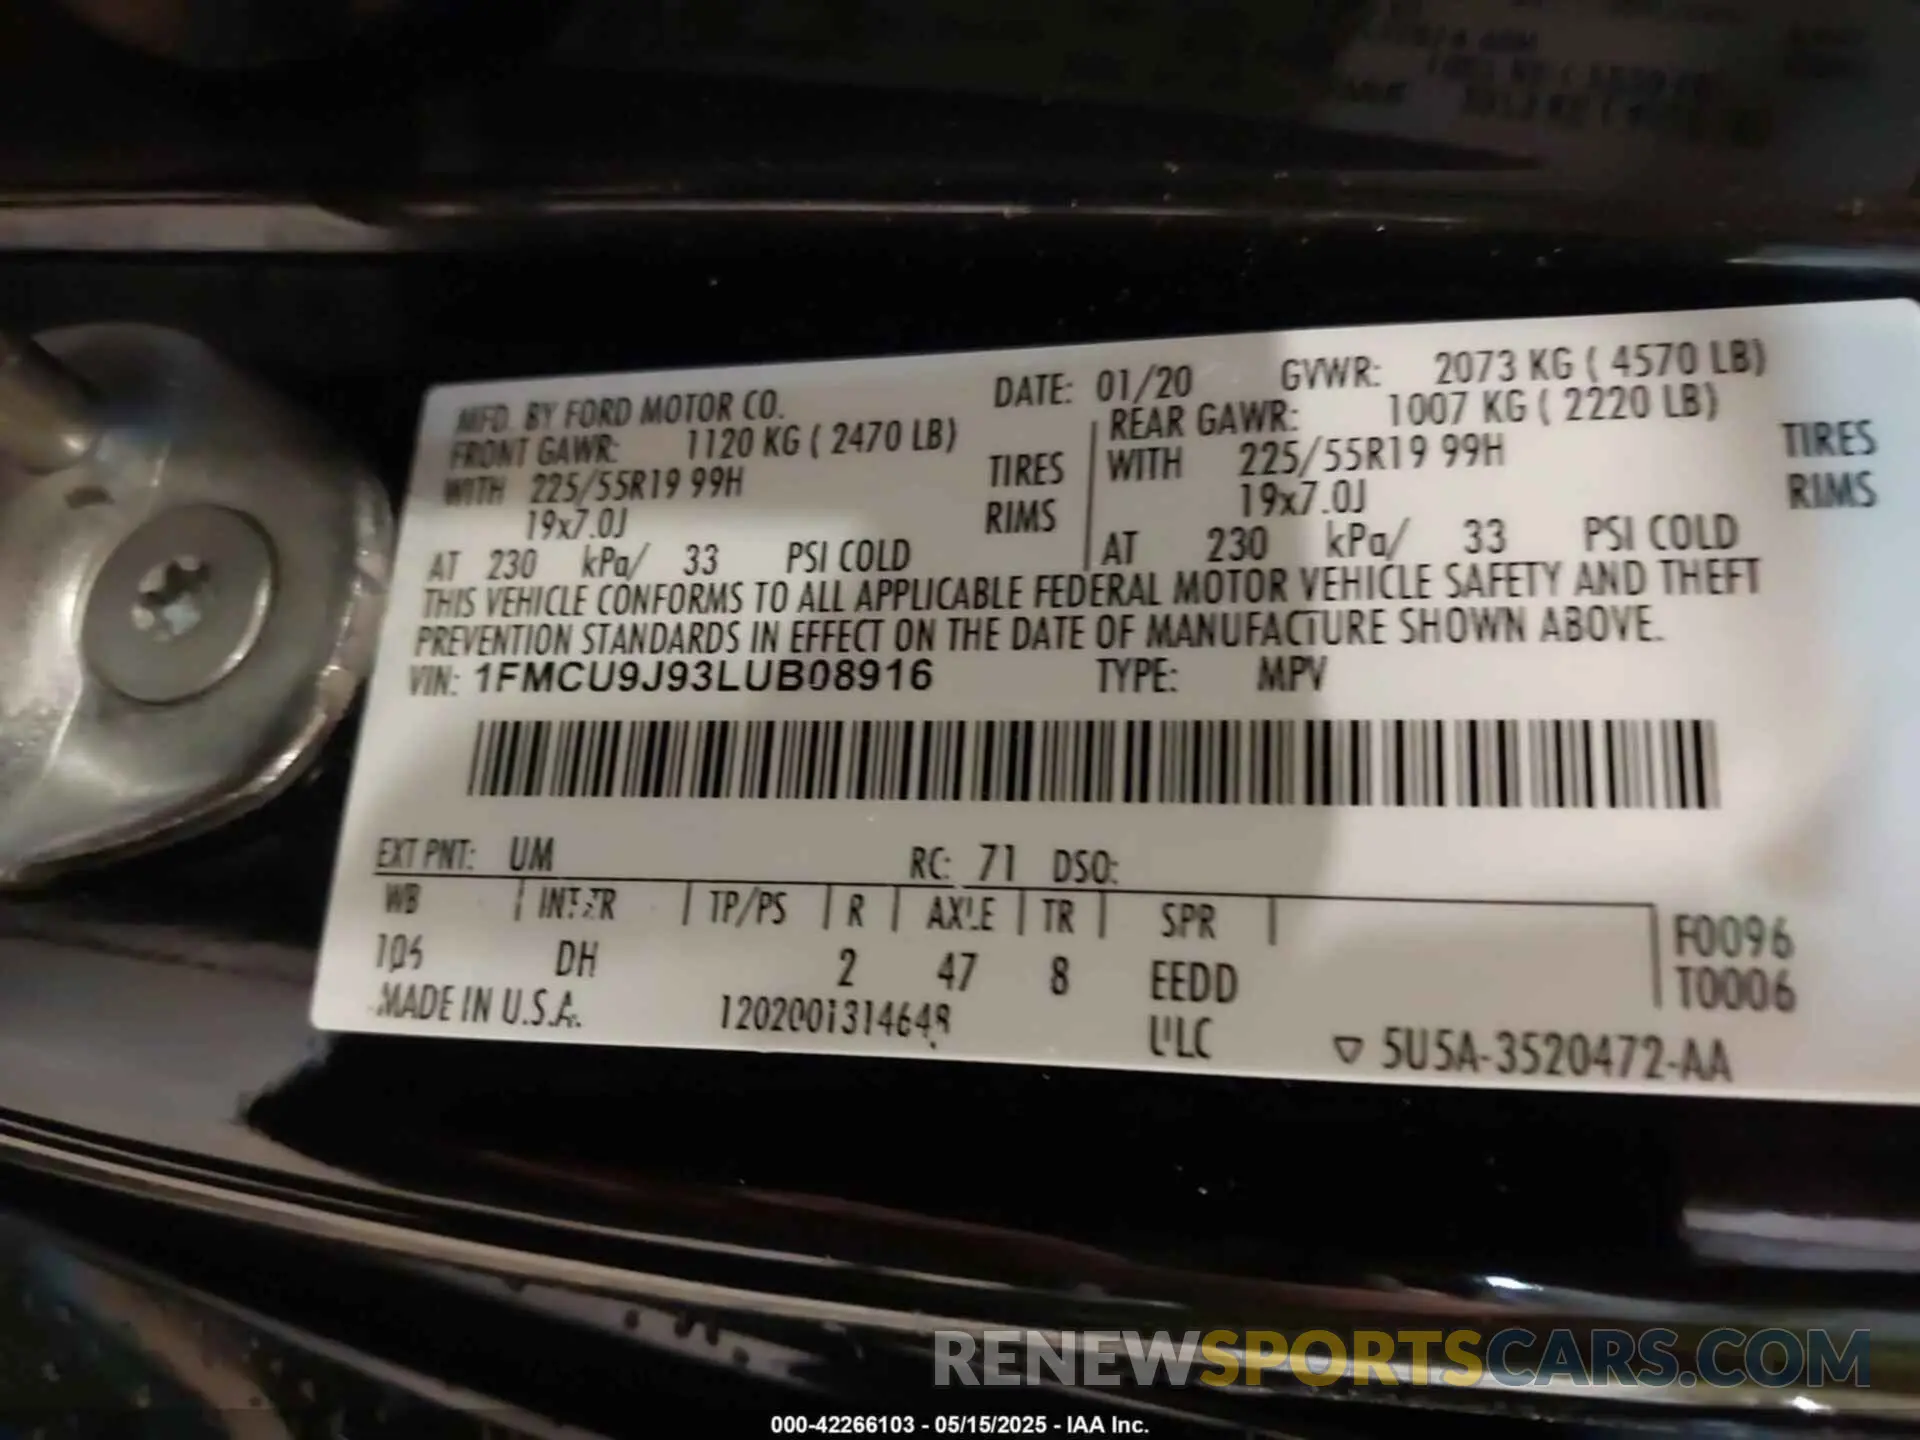 MFD. BY FORD MOTOR CO. DATE: 01/20 GVWR: 2073 KG ( 4570 LB)
FRONT GAWR: 1120 KG ( 2470 LB) REAR GAWR: 1007 KG ( 2220 LB)
WITH 225/55R19 99H TIRES WITH 225/55R19 99H TIRES
19x7.0J RIMS 19x7.0J RIMS
AT 230 kPa/ 33 PSI COLD AT 230 kPa/ 33 PSI COLD
THIS VEHICLE CONFORMS TO ALL APPLICABLE FEDERAL MOTOR VEHICLE SAFETY AND THEFT
PREVENTION STANDARDS IN EFFECT ON THE DATE OF MANUFACTURE SHOWN ABOVE.
VIN: 1FMCU9J93LUB08916 TYPE: MPV
EXT PNT: UM RC: 71 DSO:
WB INT TR TP/PS R AXLE TR SPR F0096
106 DH 2 47 8 EEDD T0006
MADE IN U.S.A. 1202001314648 ULC 5U5A-3520472-AA
RENEWSPORTSCARS.COM
000-42266103 - 05/15/2025 - IAA Inc.